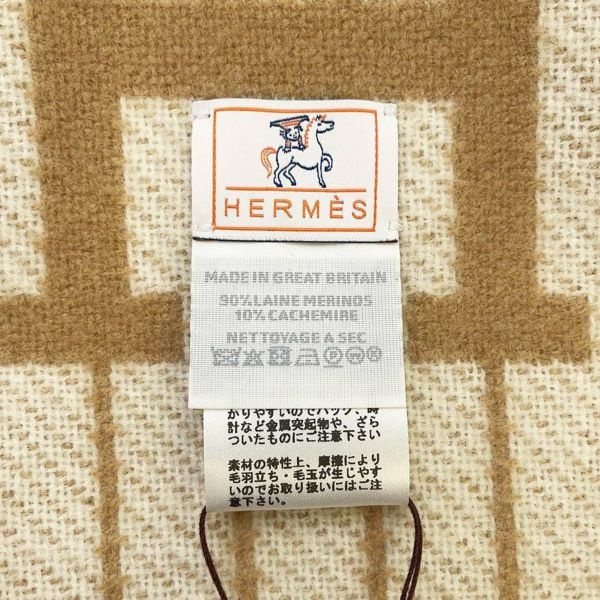 HERMÈS
MADE IN GREAT BRITAIN
90% LAINE MERINOS
10% CACHEMIRE
NETTOYAGE A SEC
かりやすいのでバッグ、時
計など金属突起物や、ざら
ついたものにご注意下さい
素材の特性上、摩擦により
毛羽立ち・毛玉が生じやす
いのでお取り扱いにはご注
意下さい。